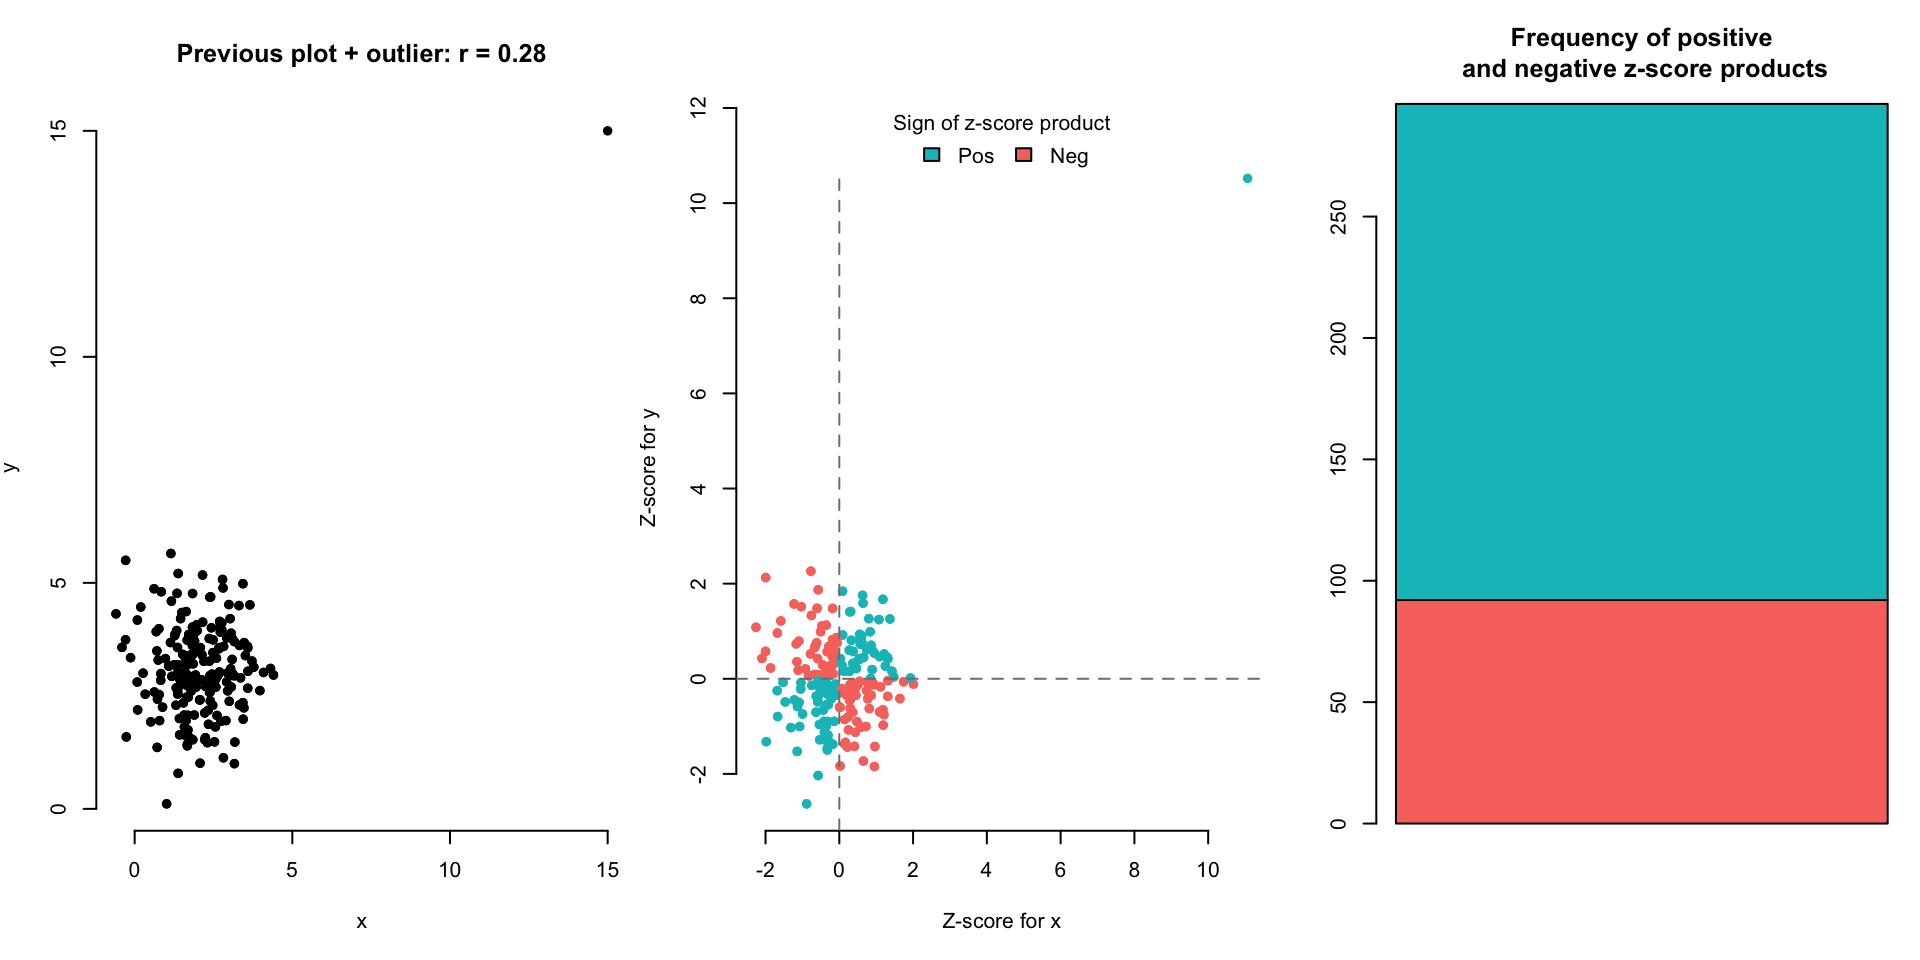 Previous plot + outlier: r = 0.28
y
15
10
5
0
0 5 10 15
x
Sign of z-score product
Pos Neg
Z-score for y
12
10
8
6
4
2
0
-2
-2 0 2 4 6 8 10
Z-score for x
Frequency of positive
and negative z-score products
250
200
150
100
50
0